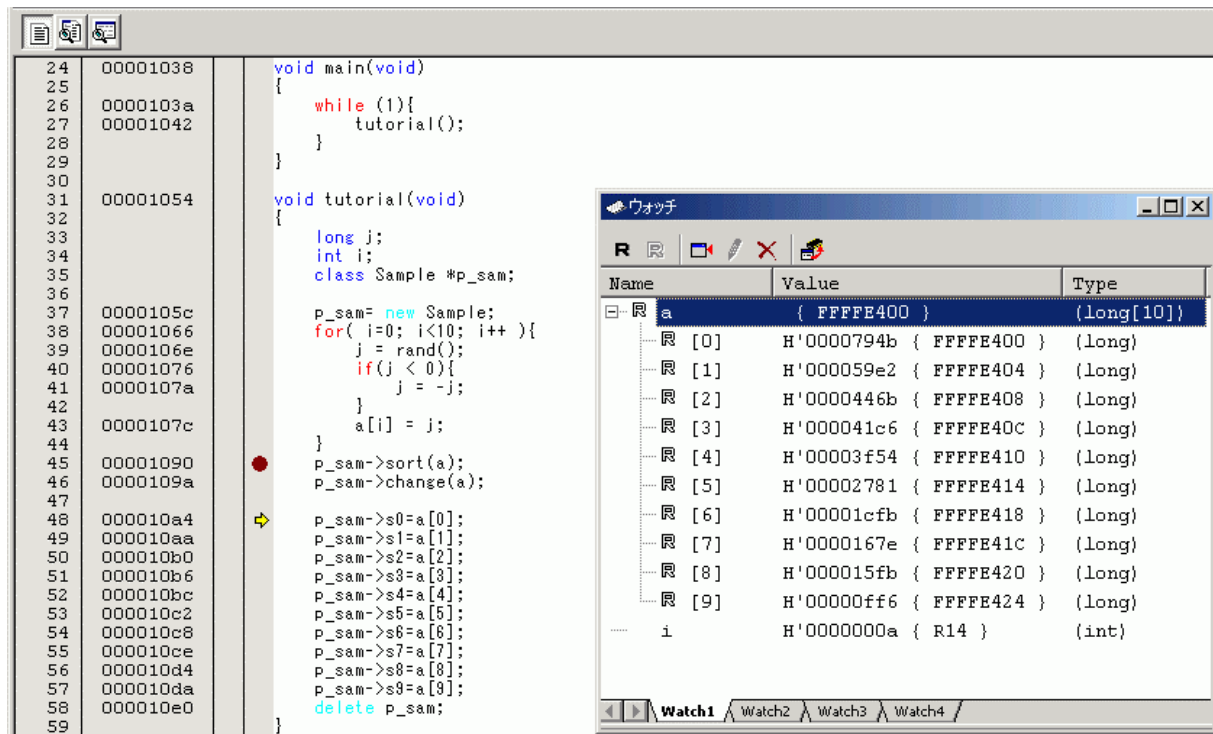 24 00001038 void main(void)
25 {
26 0000103a while (1){
27 00001042 tutorial();
28 }
29 }
30
31 00001054 void tutorial(void)
32 {
33 long j;
34 int i;
35 class Sample *p_sam;
36
37 0000105c p_sam= new Sample;
38 00001066 for( i=0; i<10; i++ ){
39 0000106e j = rand();
40 00001076 if(j < 0){
41 0000107a j = -j;
42 }
43 0000107c a[i] = j;
44 }
45 00001090 p_sam->sort(a);
46 0000109a p_sam->change(a);
47
48 000010a4 p_sam->s0=a[0];
49 000010aa p_sam->s1=a[1];
50 000010b0 p_sam->s2=a[2];
51 000010b6 p_sam->s3=a[3];
52 000010bc p_sam->s4=a[4];
53 000010c2 p_sam->s5=a[5];
54 000010c8 p_sam->s6=a[6];
55 000010ce p_sam->s7=a[7];
56 000010d4 p_sam->s8=a[8];
57 000010da p_sam->s9=a[9];
58 000010e0 delete p_sam;
59 }
ウォッチ
R R
Name Value Type
R a { FFFFE400 } (long[10])
R [0] H'0000794b { FFFFE400 } (long)
R [1] H'000059e2 { FFFFE404 } (long)
R [2] H'0000446b { FFFFE408 } (long)
R [3] H'000041c6 { FFFFE40C } (long)
R [4] H'00003f54 { FFFFE410 } (long)
R [5] H'00002781 { FFFFE414 } (long)
R [6] H'00001cfb { FFFFE418 } (long)
R [7] H'0000167e { FFFFE41C } (long)
R [8] H'000015fb { FFFFE420 } (long)
R [9] H'00000ff6 { FFFFE424 } (long)
i H'0000000a { R14 } (int)
Watch1 Watch2 Watch3 Watch4